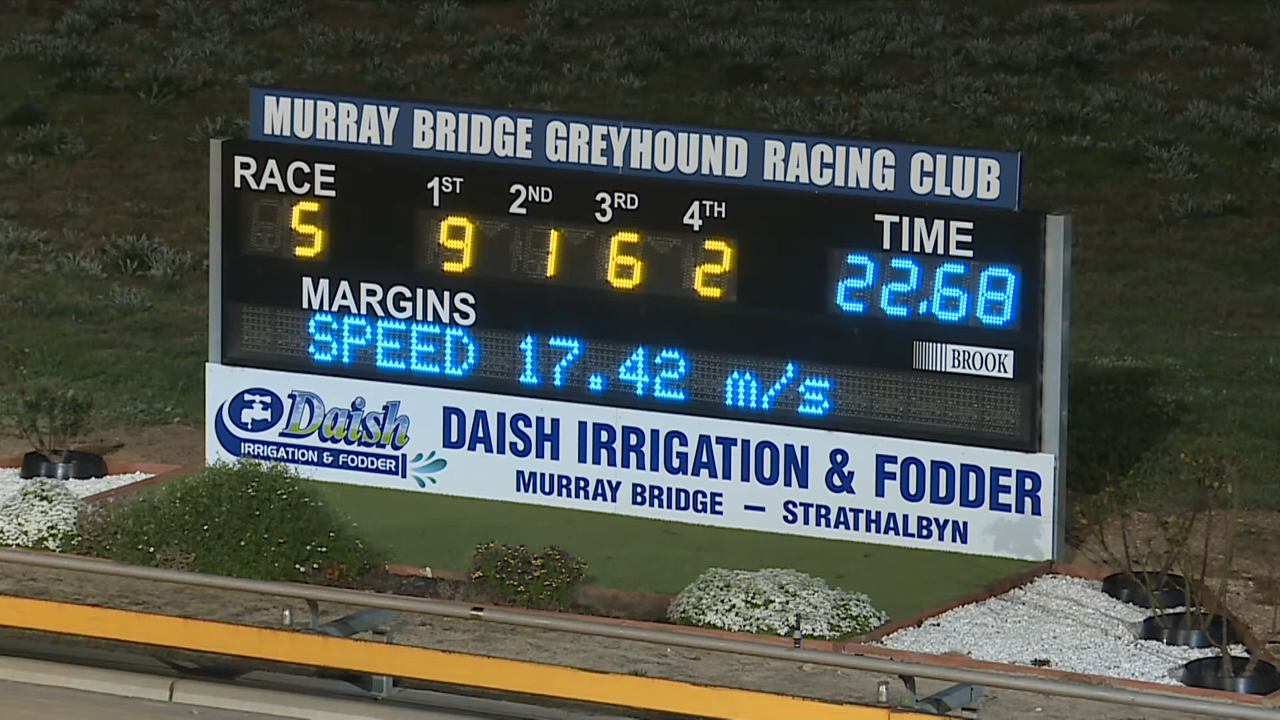 MURRAY BRIDGE GREYHOUND RACING CLUB
RACE 1ST 2ND 3RD 4TH TIME
5 9 1 6 2 22.68
MARGINS
SPEED 17.42 m/s
BROOK
Daish
IRRIGATION & FODDER
DAISH IRRIGATION & FODDER
MURRAY BRIDGE – STRATHALBYN